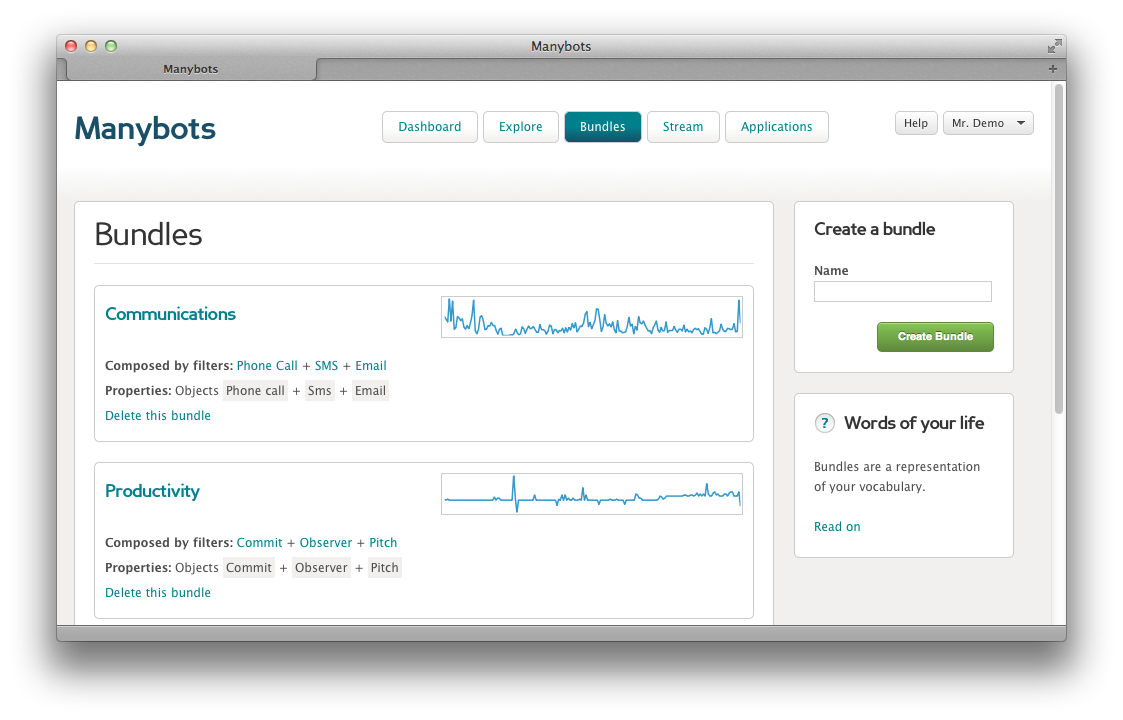 Manybots
Manybots
Manybots
Dashboard Explore Bundles Stream Applications
Help Mr. Demo
Bundles
Communications
Composed by filters: Phone Call + SMS + Email
Properties: Objects Phone call + Sms + Email
Delete this bundle
Productivity
Composed by filters: Commit + Observer + Pitch
Properties: Objects Commit + Observer + Pitch
Delete this bundle
Create a bundle
Name
Create Bundle
? Words of your life
Bundles are a representation
of your vocabulary.
Read on